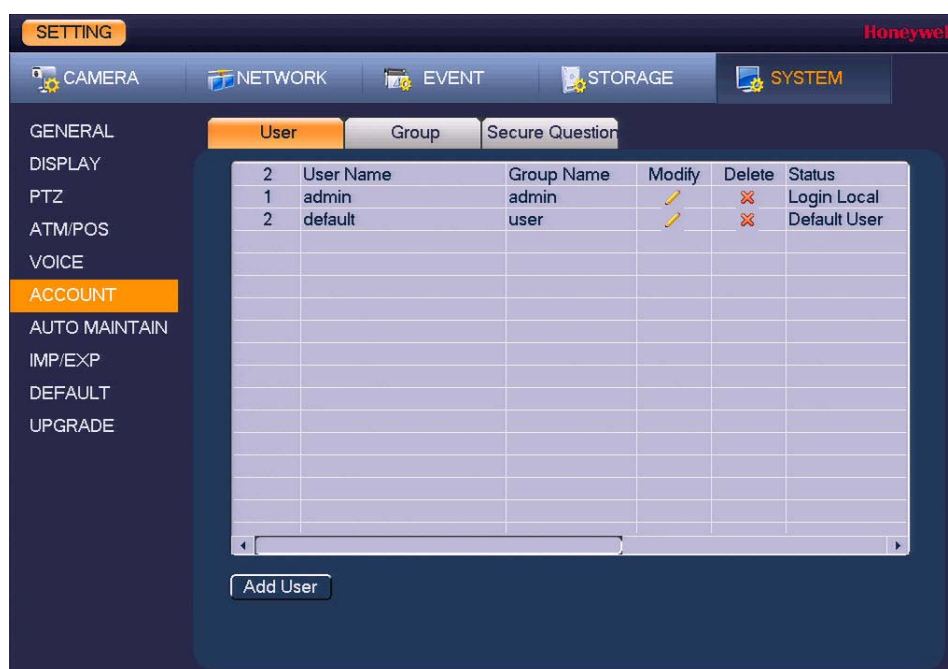 SETTING
Honeywel
CAMERA NETWORK EVENT STORAGE SYSTEM
GENERAL
DISPLAY
PTZ
ATM/POS
VOICE
ACCOUNT
AUTO MAINTAIN
IMP/EXP
DEFAULT
UPGRADE
User Group Secure Question
2 User Name Group Name Modify Delete Status
1 admin admin Login Local
2 default user Default User
Add User